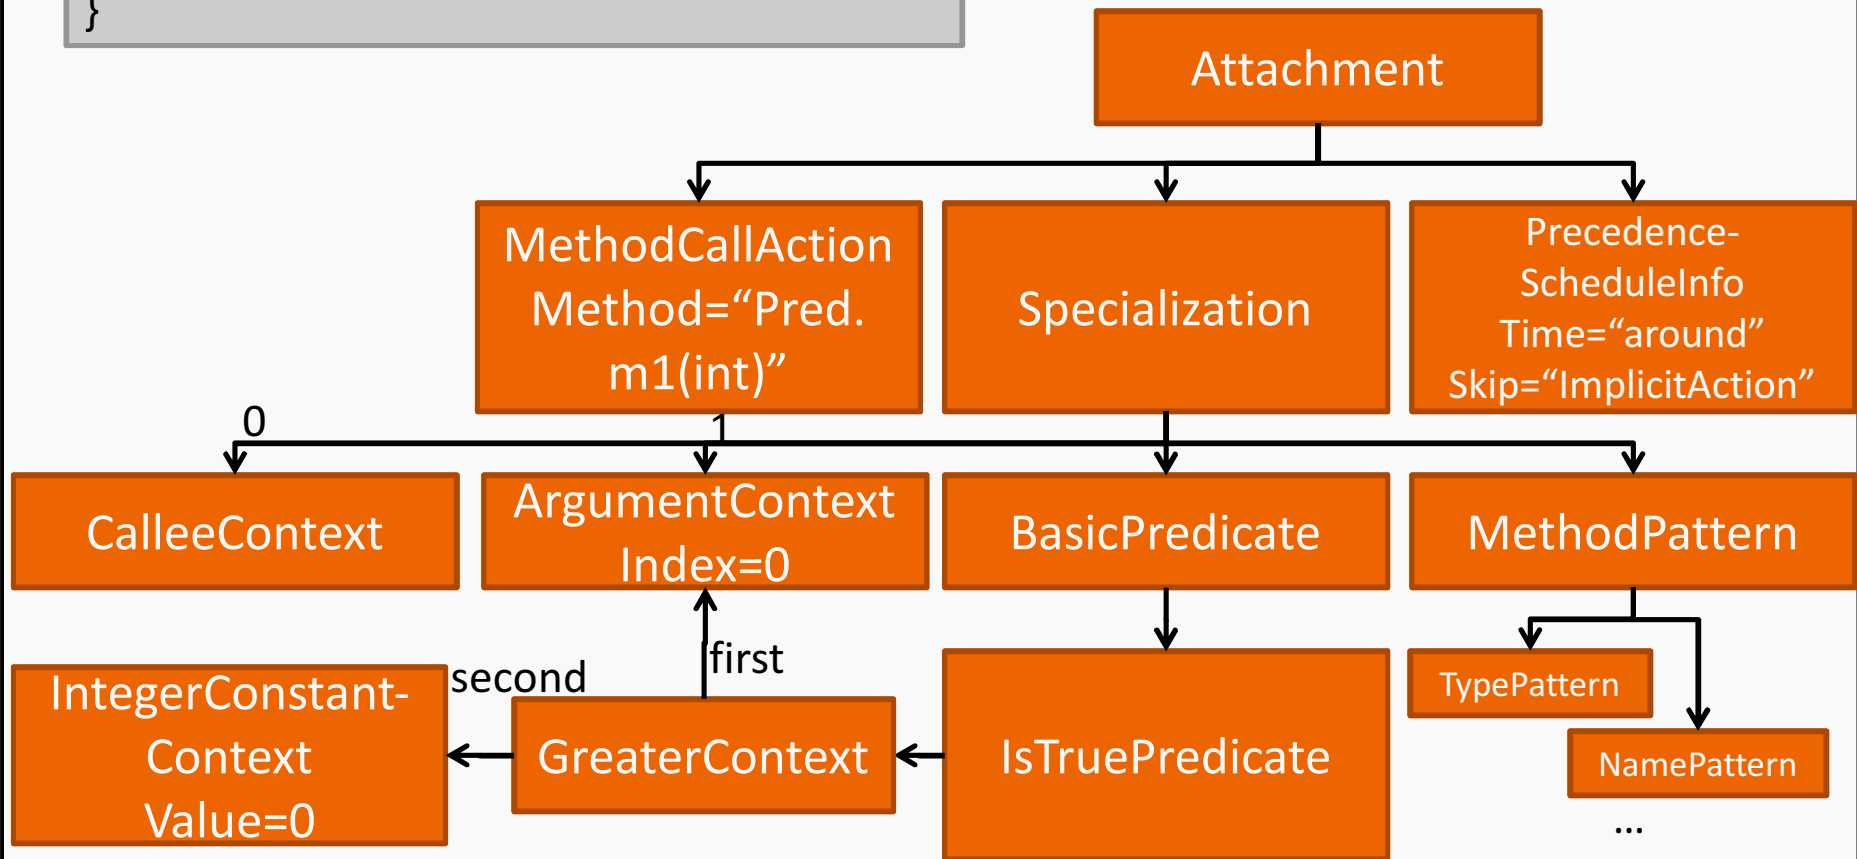 }
Attachment
MethodCallAction
Method=“Pred.
m1(int)”
Specialization
Precedence-
ScheduleInfo
Time=“around”
Skip=“ImplicitAction”
0
1
CalleeContext
ArgumentContext
Index=0
BasicPredicate
MethodPattern
first
second
IntegerConstant-
Context
Value=0
GreaterContext
IsTruePredicate
TypePattern
NamePattern
...